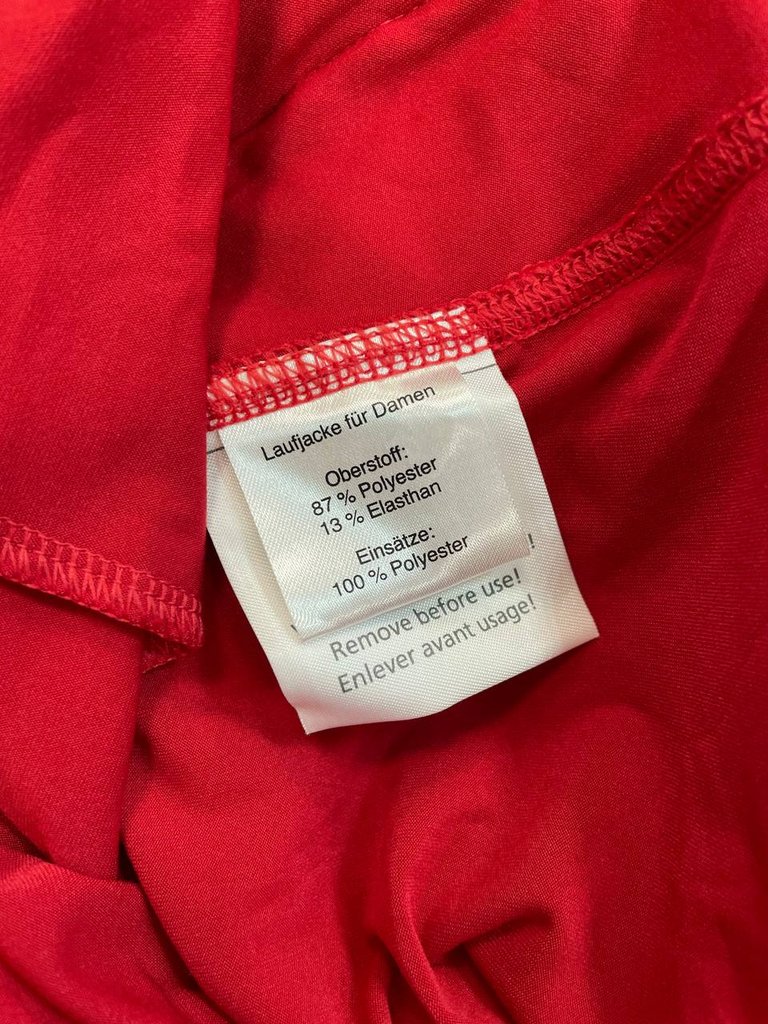 Laufjacke für Damen
Oberstoff:
87 % Polyester
13 % Elasthan
Einsätze:
100 % Polyester
!
Remove before use!
Enlever avant usage!